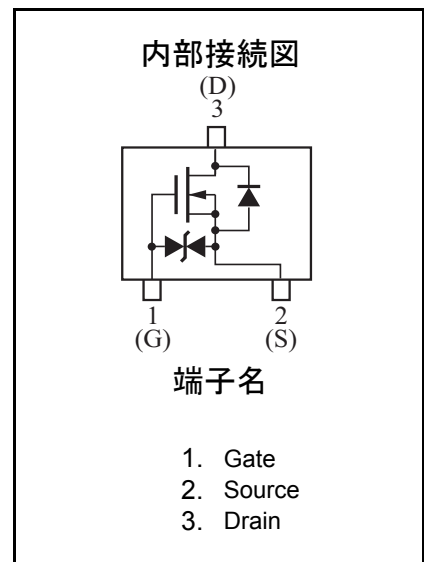 内部接続図
(D)
3
1
2
(G)
(S)
端子名
1. Gate
2. Source
3. Drain